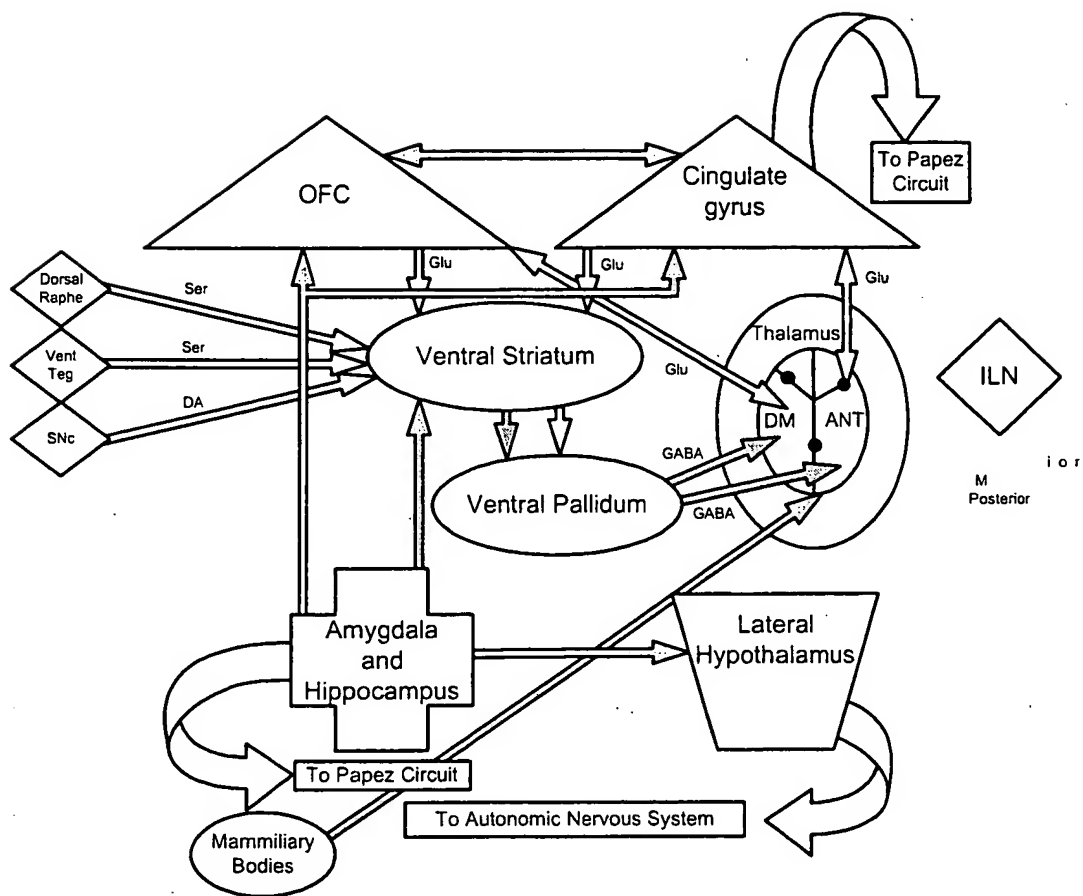 To Papez
Circuit
OFC
Cingulate
gyrus
Glu
Glu
Glu
Dorsal
Raphe
Ser
Thalamus
Vent
Teg
Ser
Ventral Striatum
Glu
ILN
SNc
DA
DM
ANT
GABA
i o r
M
Posterior
Ventral Pallidum
GABA
Amygdala
and
Hippocampus
Lateral
Hypothalamus
To Papez Circuit
To Autonomic Nervous System
Mammiliary
Bodies